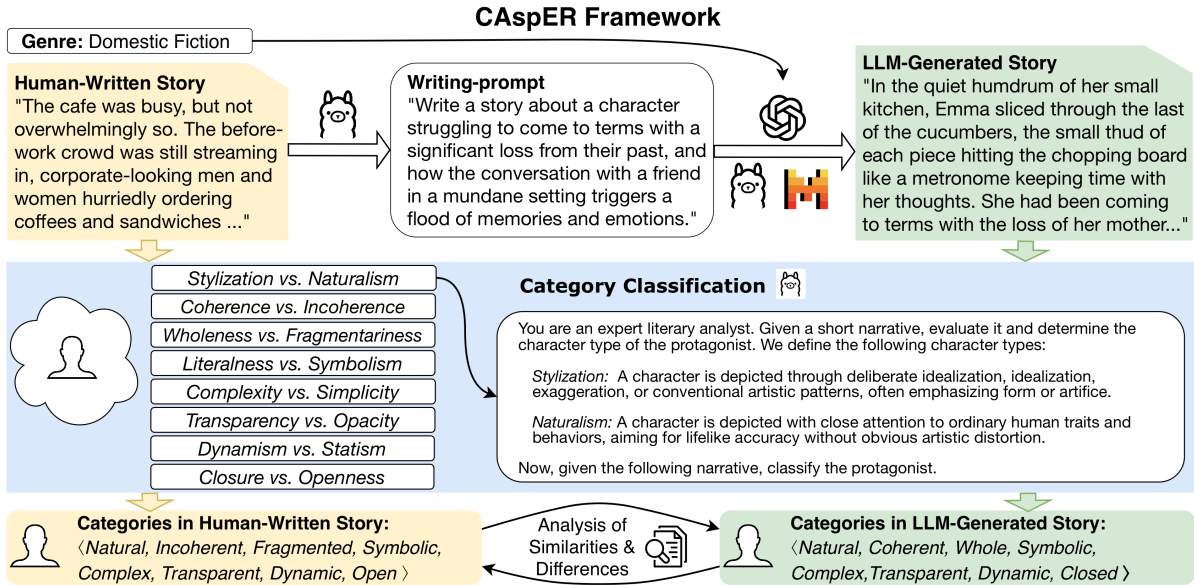 CAspER Framework
Genre: Domestic Fiction
Human-Written Story
"The cafe was busy, but not
overwhelmingly so. The before-
work crowd was still streaming
in, corporate-looking men and
women hurriedly ordering
coffees and sandwiches ..."
Writing-prompt
"Write a story about a character
struggling to come to terms with a
significant loss from their past, and
how the conversation with a friend
in a mundane setting triggers a
flood of memories and emotions."
LLM-Generated Story
"In the quiet humdrum of her small
kitchen, Emma sliced through the last
of the cucumbers, the small thud of
each piece hitting the chopping board
like a metronome keeping time with
her thoughts. She had been coming
to terms with the loss of her mother..."
Stylization vs. Naturalism
Coherence vs. Incoherence
Wholeness vs. Fragmentariness
Literalness vs. Symbolism
Complexity vs. Simplicity
Transparency vs. Opacity
Dynamism vs. Statism
Closure vs. Openness
Category Classification
You are an expert literary analyst. Given a short narrative, evaluate it and determine the
character type of the protagonist. We define the following character types:
Stylization: A character is depicted through deliberate idealization, idealization,
exaggeration, or conventional artistic patterns, often emphasizing form or artifice.
Naturalism: A character is depicted with close attention to ordinary human traits and
behaviors, aiming for lifelike accuracy without obvious artistic distortion.
Now, given the following narrative, classify the protagonist.
Categories in Human-Written Story:
〈Natural, Incoherent, Fragmented, Symbolic,
Complex, Transparent, Dynamic, Open 〉
Analysis of
Similarities &
Differences
Categories in LLM-Generated Story:
〈Natural, Coherent, Whole, Symbolic,
Complex,Transparent, Dynamic, Closed 〉